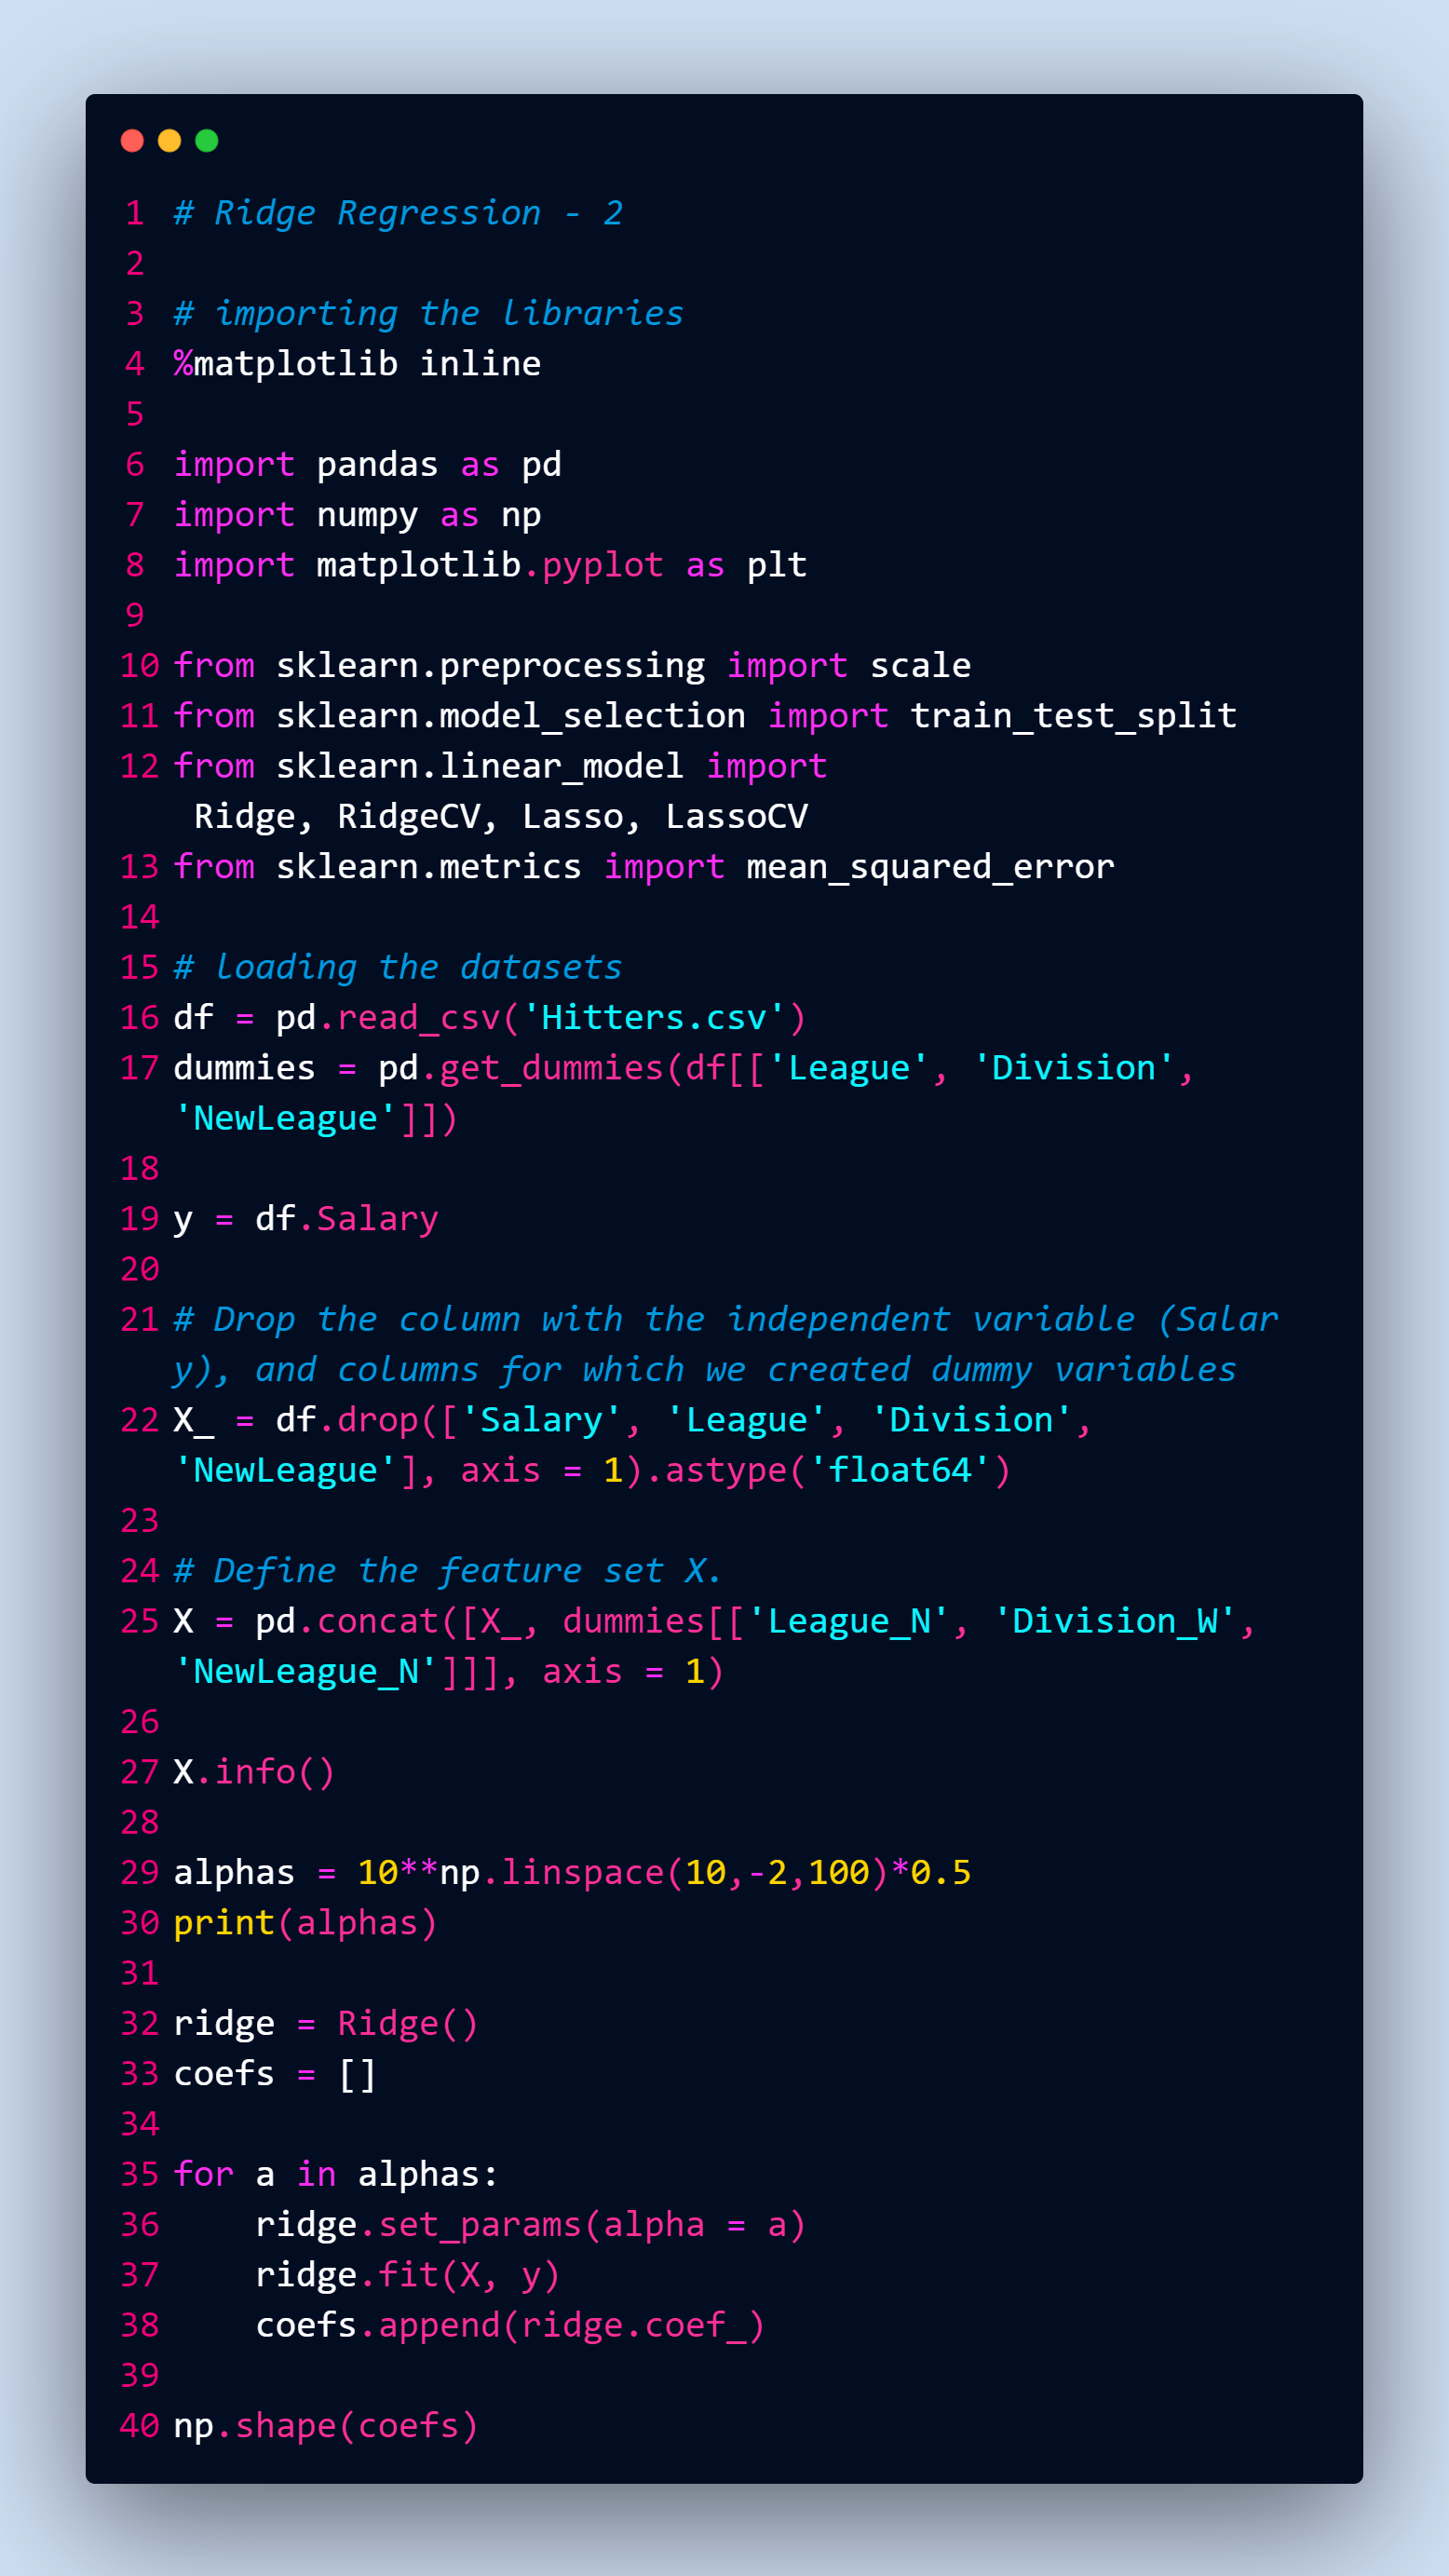 1 # Ridge Regression - 2
2
3 # importing the libraries
4 %matplotlib inline
5
6 import pandas as pd
7 import numpy as np
8 import matplotlib.pyplot as plt
9
10 from sklearn.preprocessing import scale
11 from sklearn.model_selection import train_test_split
12 from sklearn.linear_model import
Ridge, RidgeCV, Lasso, LassoCV
13 from sklearn.metrics import mean_squared_error
14
15 # loading the datasets
16 df = pd.read_csv('Hitters.csv')
17 dummies = pd.get_dummies(df[['League', 'Division',
'NewLeague']])
18
19 y = df.Salary
20
21 # Drop the column with the independent variable (Salar
y), and columns for which we created dummy variables
22 X_ = df.drop(['Salary', 'League', 'Division',
'NewLeague'], axis = 1).astype('float64')
23
24 # Define the feature set X.
25 X = pd.concat([X_, dummies[['League_N', 'Division_W',
'NewLeague_N']]], axis = 1)
26
27 X.info()
28
29 alphas = 10**np.linspace(10,-2,100)*0.5
30 print(alphas)
31
32 ridge = Ridge()
33 coefs = []
34
35 for a in alphas:
36     ridge.set_params(alpha = a)
37     ridge.fit(X, y)
38     coefs.append(ridge.coef_)
39
40 np.shape(coefs)